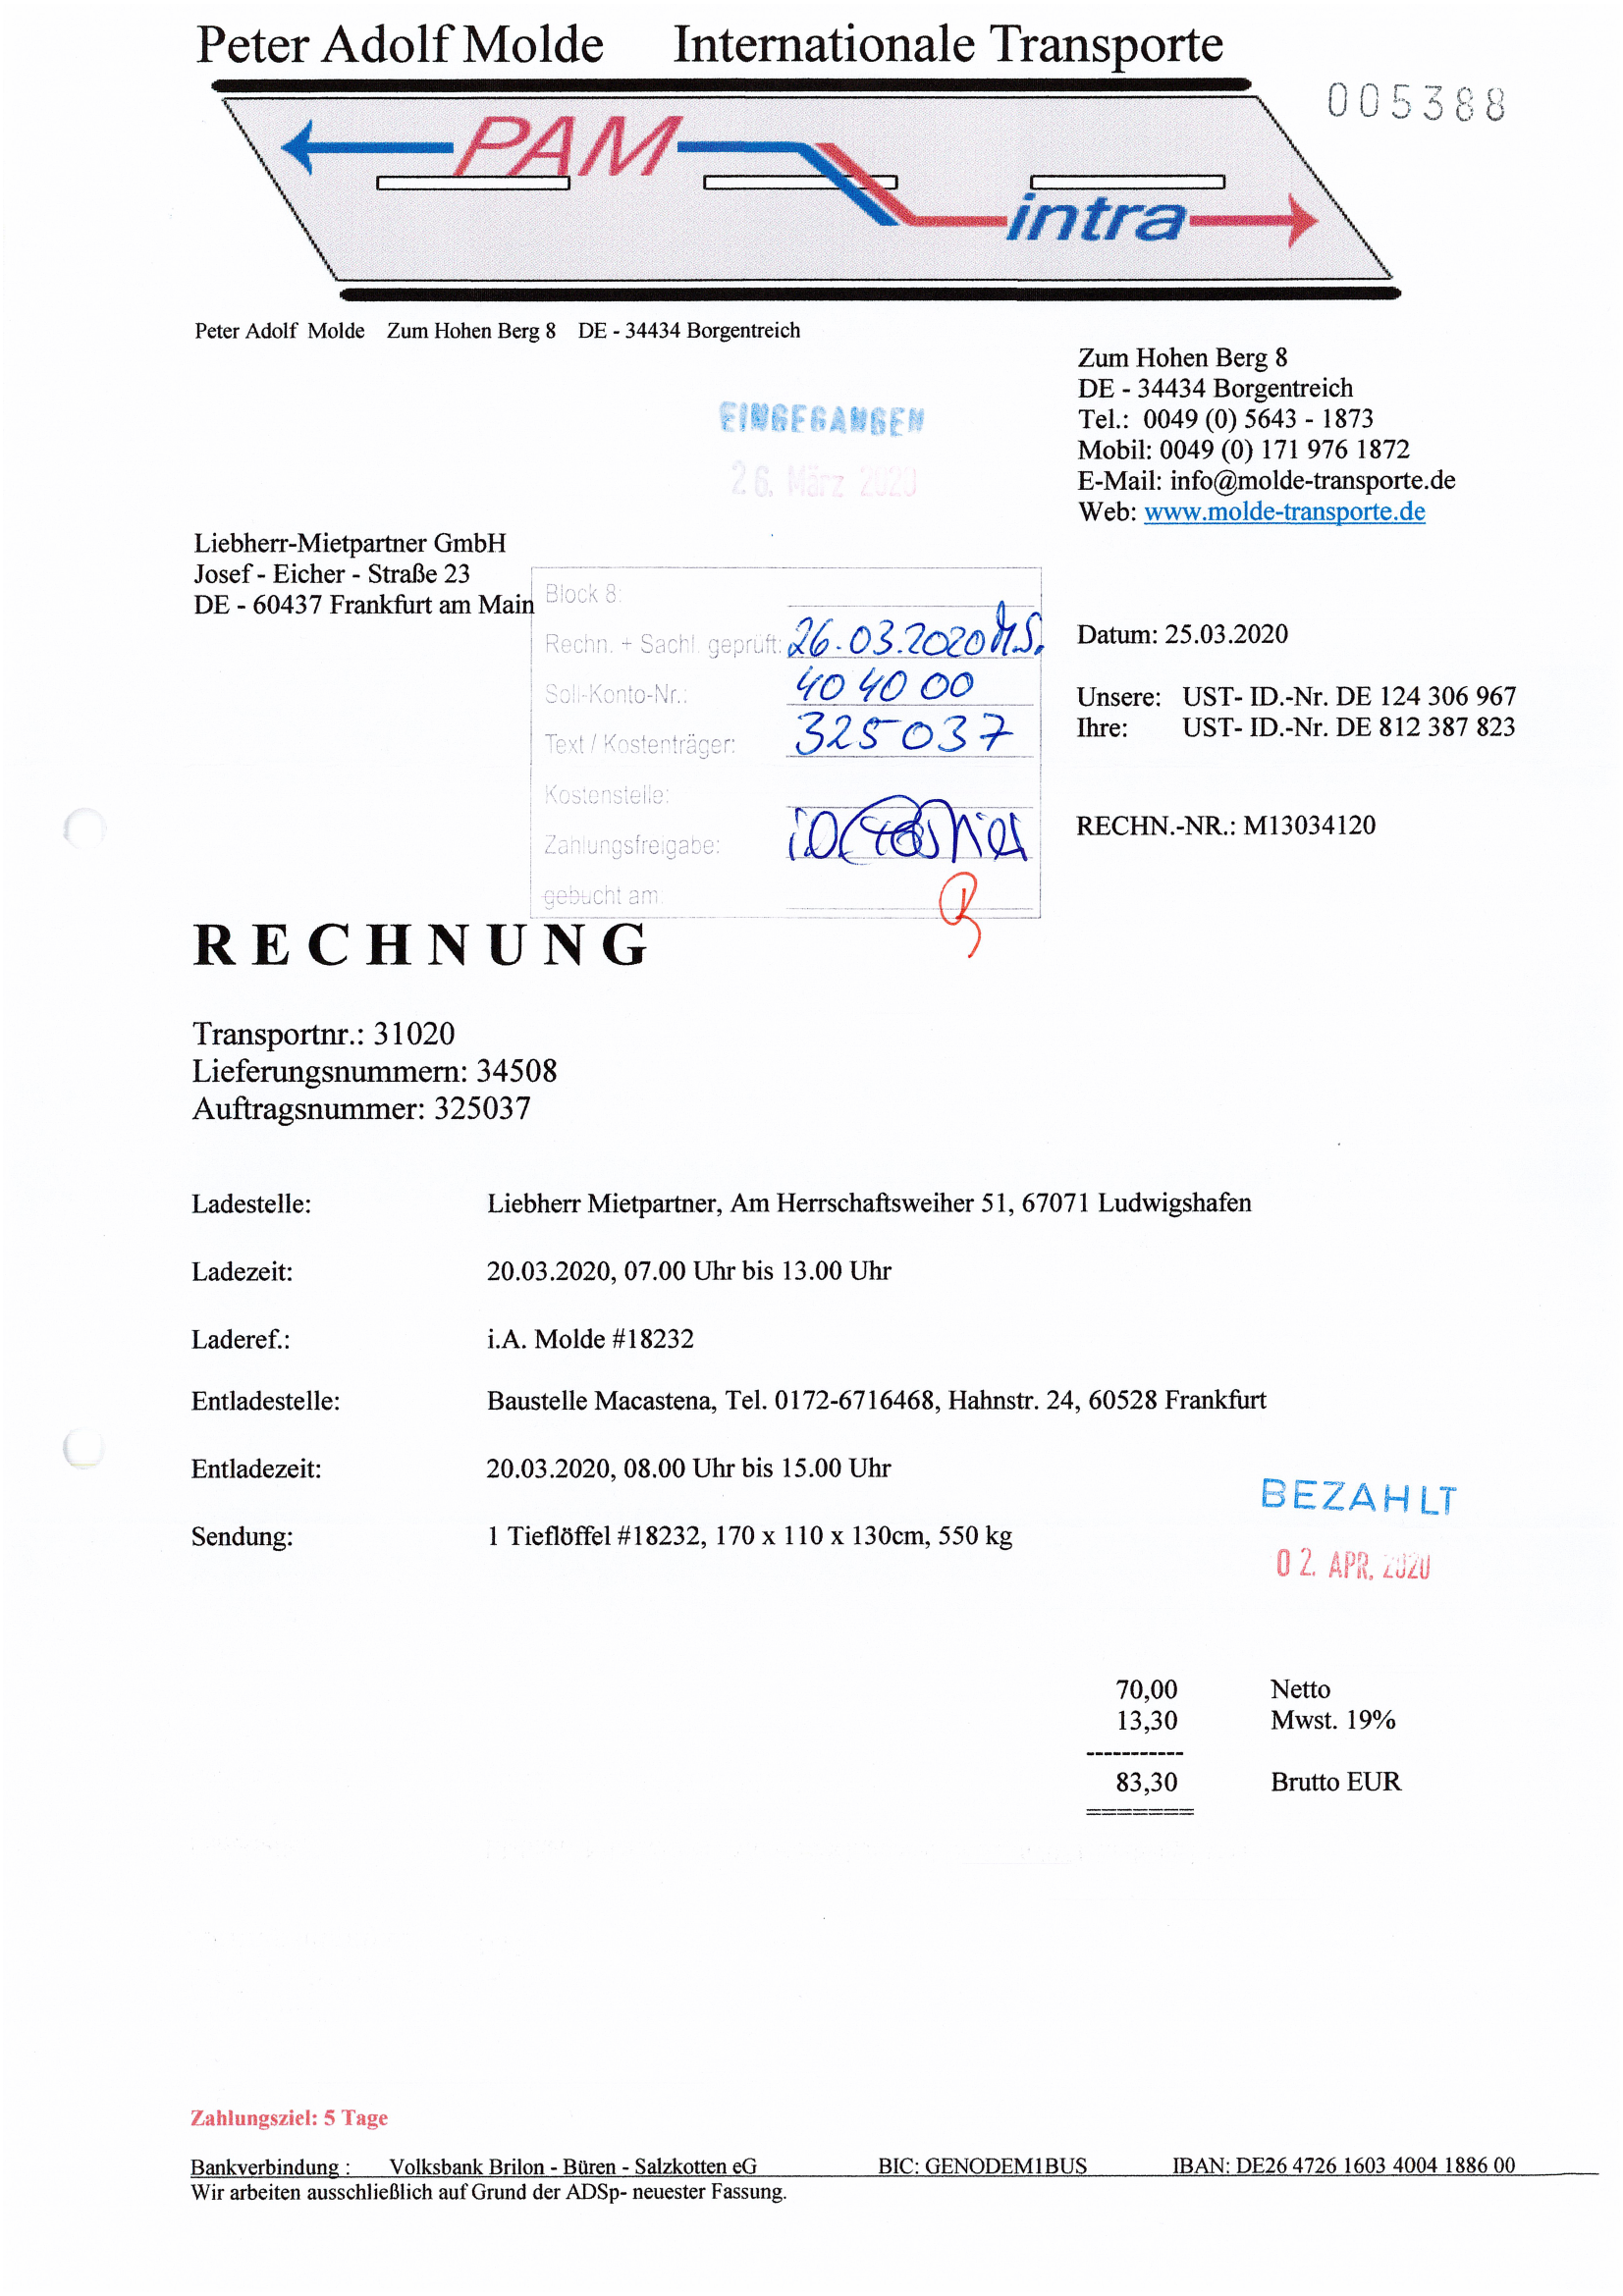 Peter Adolf Molde Internationale Transporte
005388
PAM
intra
Peter Adolf Molde Zum Hohen Berg 8 DE - 34434 Borgentreich
Zum Hohen Berg 8
DE - 34434 Borgentreich
Tel.: 0049 (0) 5643 - 1873
Mobil: 0049 (0) 171 976 1872
E-Mail: info@molde-transporte.de
Web: www.molde-transporte.de
EINGEGANGEN
26. März 2020
Liebherr-Mietpartner GmbH
Josef - Eicher - Straße 23
DE - 60437 Frankfurt am Main
Block 8:
Rechn. + Sachl. geprüft: 26.03.2020 M.S.
Soll-Konto-Nr.: 40 40 00
Text / Kostenträger: 325037
Kostenstelle:
Zahlungsfreigabe:
gebucht am:
Datum: 25.03.2020
Unsere: UST- ID.-Nr. DE 124 306 967
Ihre: UST- ID.-Nr. DE 812 387 823
RECHN.-NR.: M13034120
RECHNUNG
Transportnr.: 31020
Lieferungsnummern: 34508
Auftragsnummer: 325037
Ladestelle: Liebherr Mietpartner, Am Herrschaftsweiher 51, 67071 Ludwigshafen
Ladezeit: 20.03.2020, 07.00 Uhr bis 13.00 Uhr
Laderef.: i.A. Molde #18232
Entladestelle: Baustelle Macastena, Tel. 0172-6716468, Hahnstr. 24, 60528 Frankfurt
Entladezeit: 20.03.2020, 08.00 Uhr bis 15.00 Uhr
Sendung: 1 Tieflöffel #18232, 170 x 110 x 130cm, 550 kg
BEZAHLT
02. APR. 2020
70,00 Netto
13,30 Mwst. 19%
-----------
83,30 Brutto EUR
=======
Zahlungsziel: 5 Tage
Bankverbindung : Volksbank Brilon - Büren - Salzkotten eG BIC: GENODEM1BUS IBAN: DE26 4726 1603 4004 1886 00
Wir arbeiten ausschließlich auf Grund der ADSp- neuester Fassung.